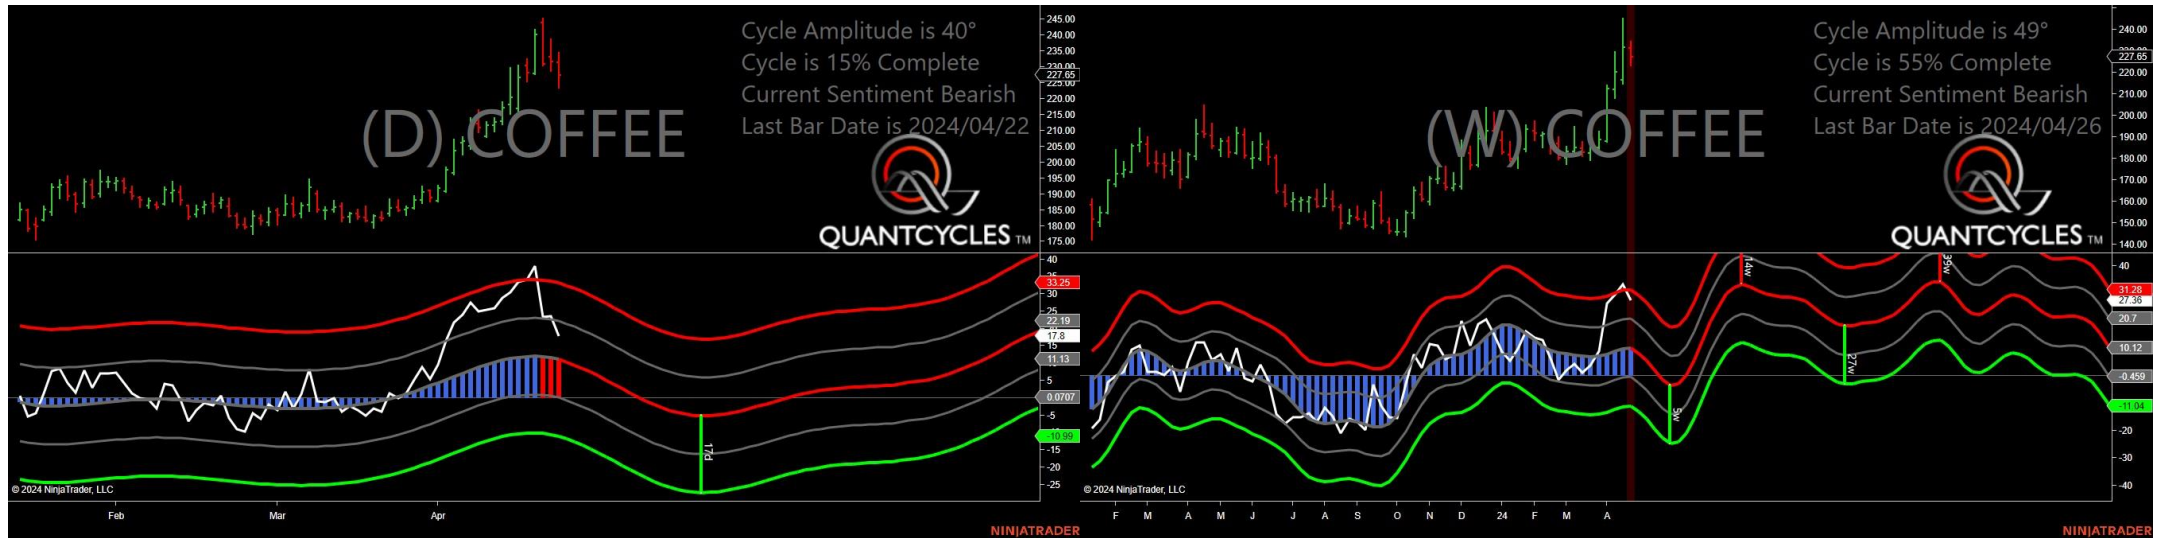 Cycle Amplitude is 40°
Cycle is 15% Complete
Current Sentiment Bearish
Last Bar Date is 2024/04/22
(D) COFFEE
QUANTCYCLES TM
245.00
240.00
235.00
230.00
227.65
225.00
220.00
215.00
210.00
205.00
200.00
195.00
190.00
185.00
180.00
175.00
40
33.25
30
22.19
17.8
15
11.13
5
0.0707
-5
-10.99
-15
-20
-25
17d
© 2024 NinjaTrader, LLC
Feb Mar Apr
NINJATRADER
Cycle Amplitude is 49°
Cycle is 55% Complete
Current Sentiment Bearish
Last Bar Date is 2024/04/26
(W) COFFEE
QUANTCYCLES TM
240.00
227.65
220.00
210.00
200.00
190.00
180.00
170.00
160.00
150.00
140.00
14w
39w
40
31.28
27.36
20.7
10.12
-0.459
-11.04
-20
-30
-40
5w
27w
© 2024 NinjaTrader, LLC
F M A M J J A S O N D 24 F M A
NINJATRADER